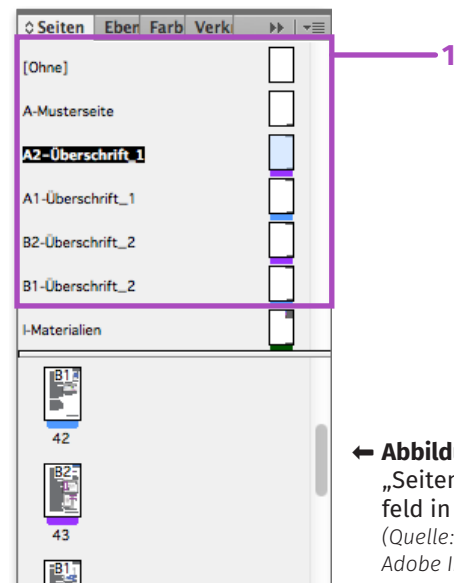 Seiten Eben Farb Verk
1
[Ohne]
A-Musterseite
A2-Überschrift_1
A1-Überschrift_1
B2-Überschrift_2
B1-Überschrift_2
I-Materialien
B1
42
B2-
43
B1
← Abbild
„Seiten
feld in
(Quelle:
Adobe I